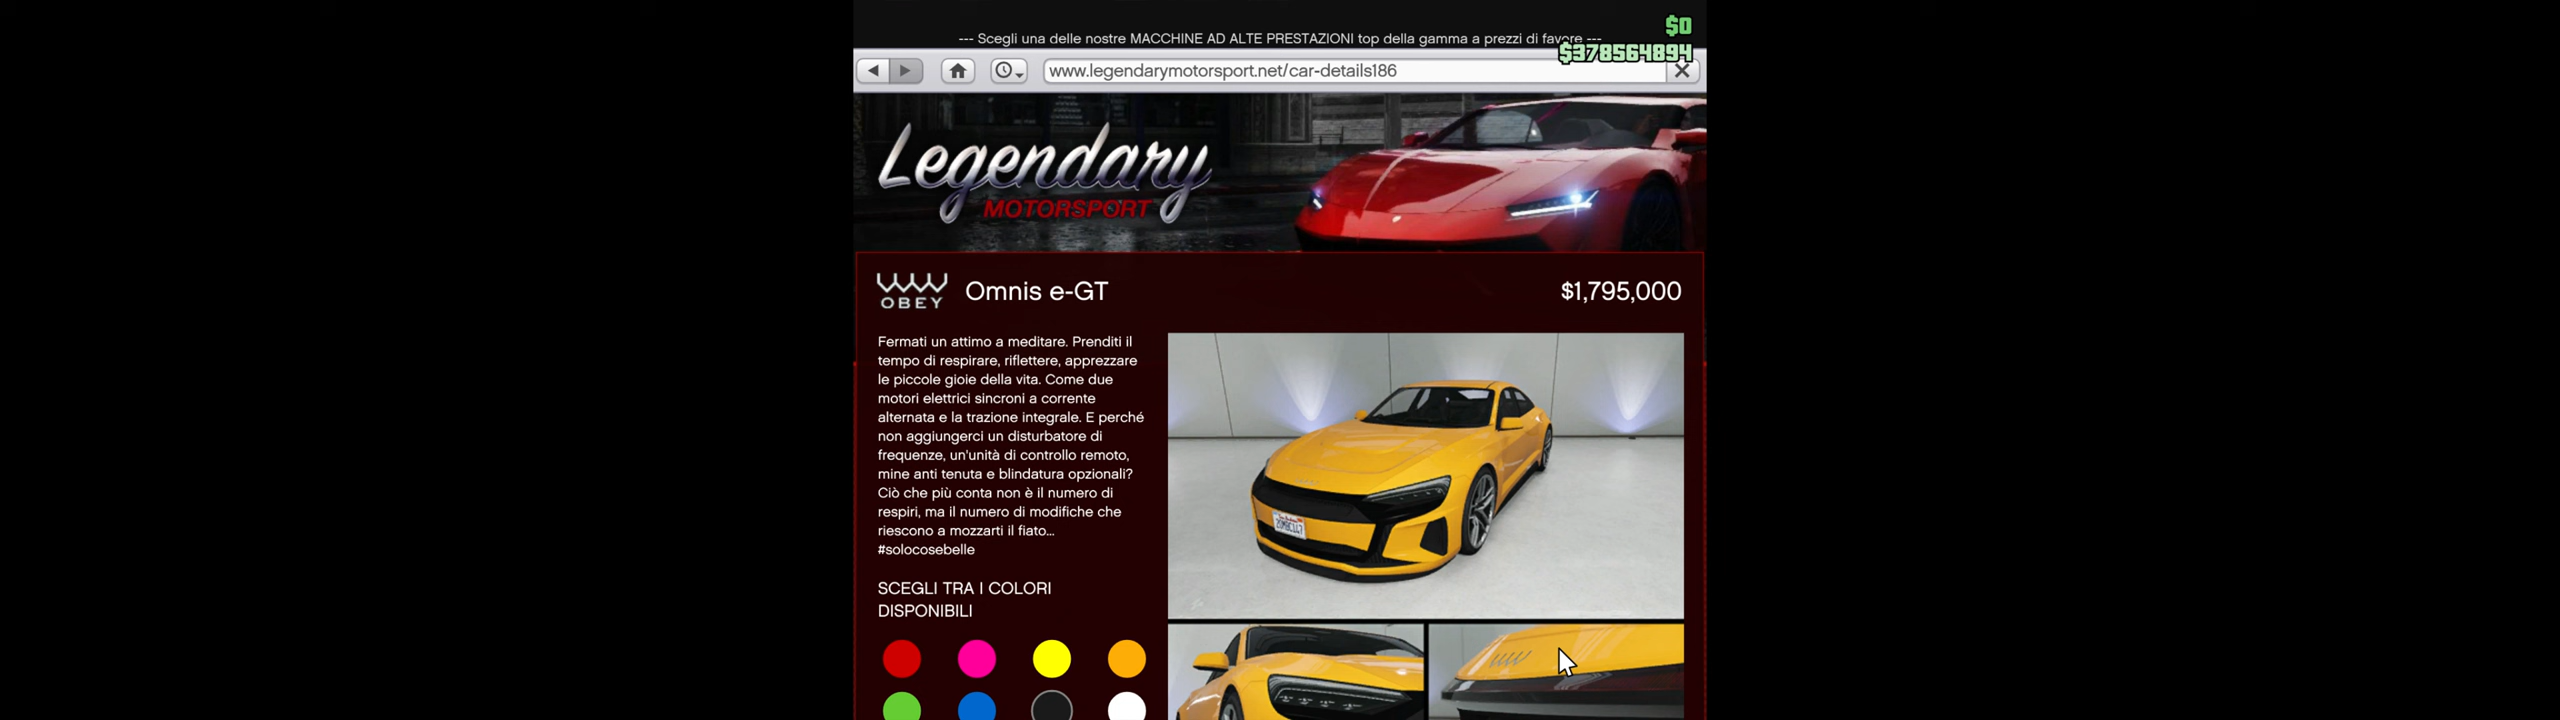 $0
--- Scegli una delle nostre MACCHINE AD ALTE PRESTAZIONI top della gamma a prezzi di favore ---
$378564894
www.legendarymotorsport.net/car-details186
Legendary
MOTORSPORT
OBEY
Omnis e-GT
$1,795,000
Fermati un attimo a meditare. Prenditi il
tempo di respirare, riflettere, apprezzare
le piccole gioie della vita. Come due
motori elettrici sincroni a corrente
alternata e la trazione integrale. E perché
non aggiungerci un disturbatore di
frequenze, un'unità di controllo remoto,
mine anti tenuta e blindatura opzionali?
Ciò che più conta non è il numero di
respiri, ma il numero di modifiche che
riescono a mozzarti il fiato...
#solocosebelle
SCEGLI TRA I COLORI
DISPONIBILI